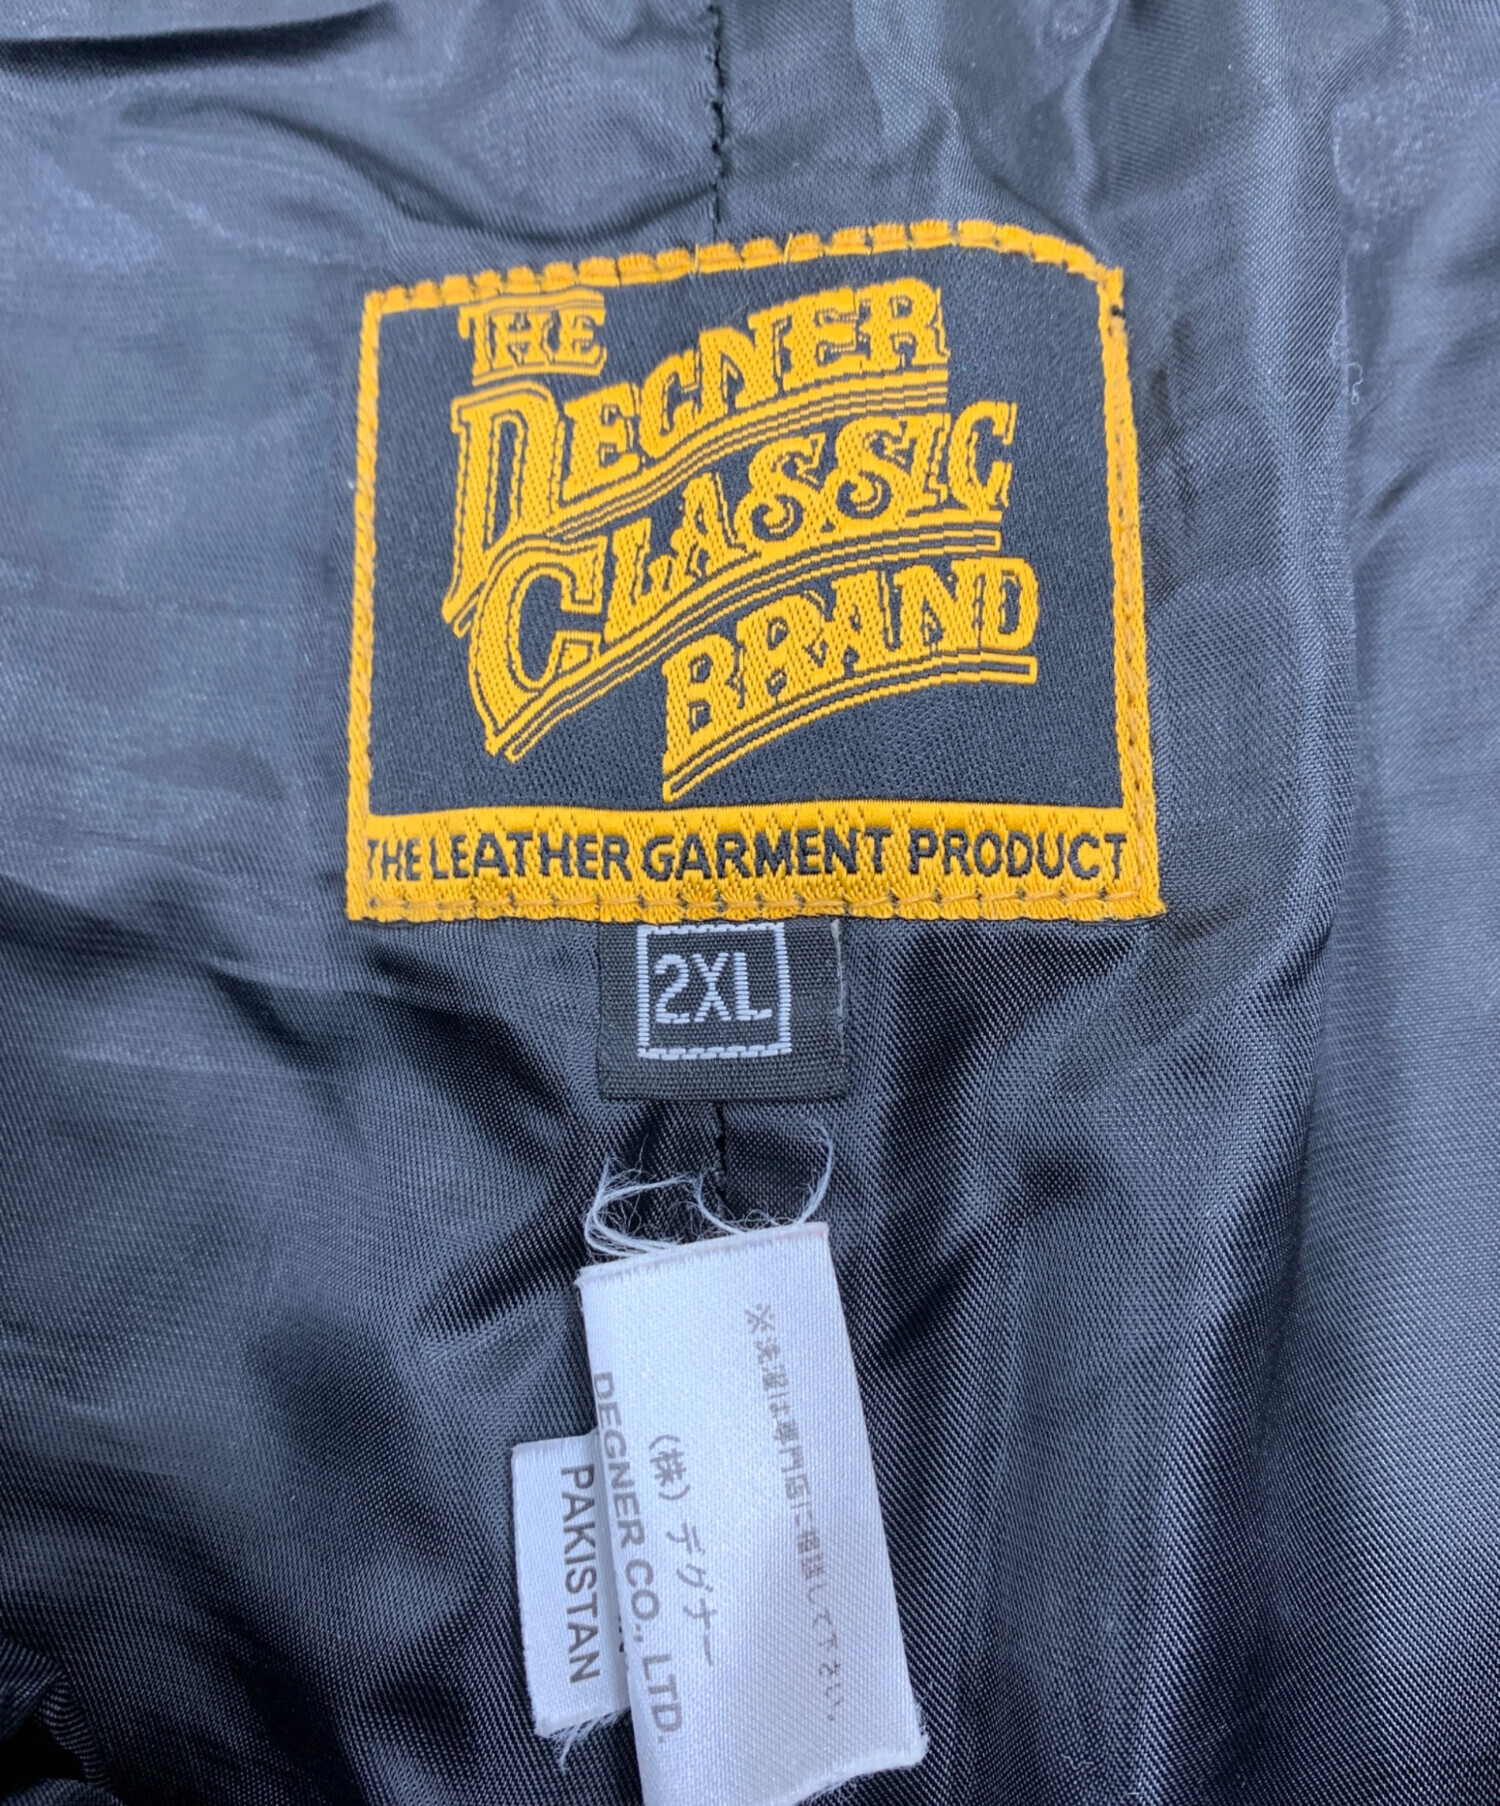 THE
DEGNER
CLASSIC
BRAND
THE LEATHER GARMENT PRODUCT
2XL
※洗濯は専門店に相談して下さい。
(株)デグナー
DEGNER CO., LTD.
PAKISTAN